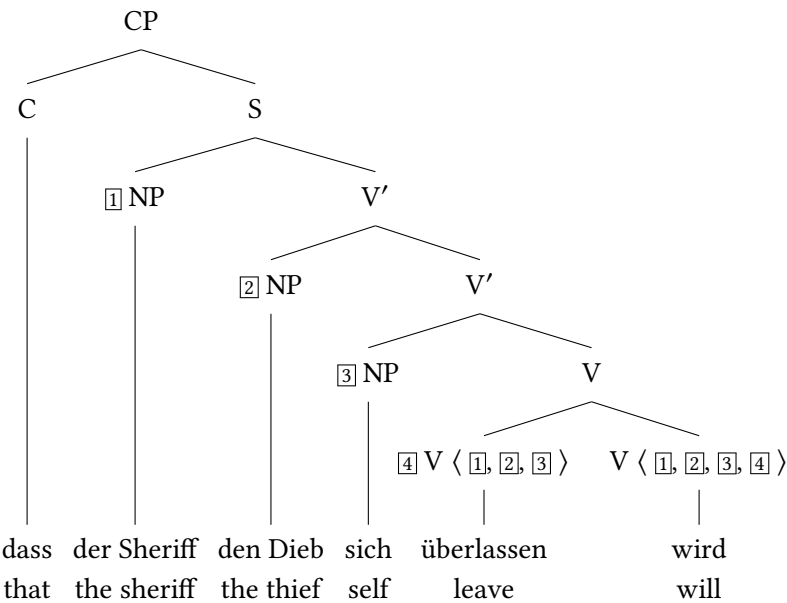 CP
C S
1 NP V′
2 NP V′
3 NP V
4 V ⟨ 1, 2, 3 ⟩ V ⟨ 1, 2, 3, 4 ⟩
dass der Sheriff den Dieb sich überlassen wird
that the sheriff the thief self leave will